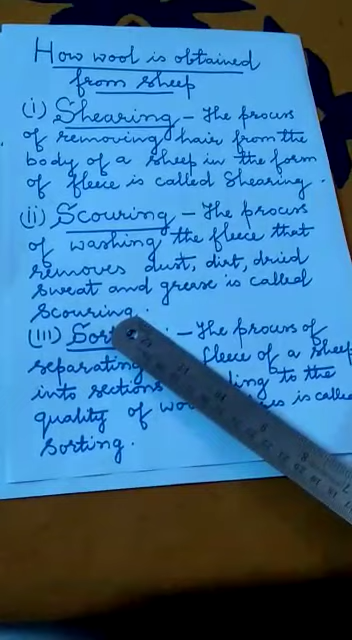 How wool is obtained
from sheep
(i) Shearing – The process
of removing hair from the
body of a sheep in the form
of fleece is called Shearing.
(ii) Scouring – The process
of washing the fleece that
removes dust, dirt, dried
sweat and grease is called
scouring.
(iii) – The process of
separating fleece of a sheep
into sections to the
quality of is called
sorting.